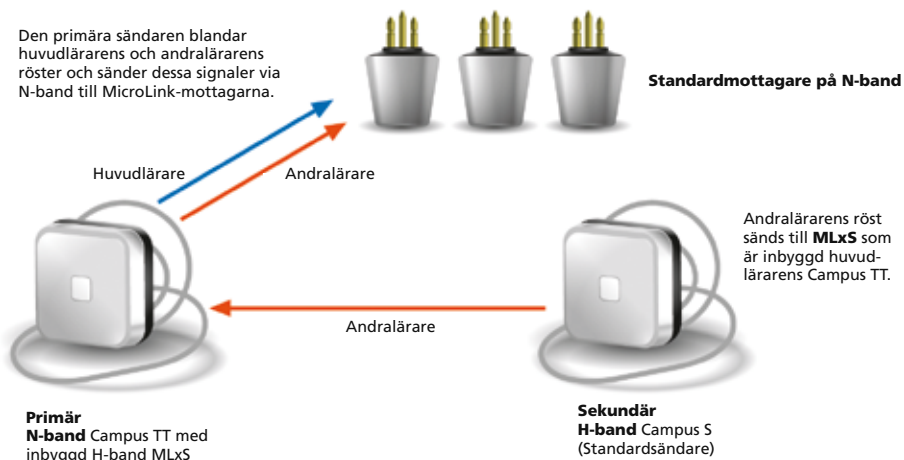 Den primära sändaren blandar
huvudlärarens och andralärarens
röster och sänder dessa signaler via
N-band till MicroLink-mottagarna.
Standardmottagare på N-band
Huvudlärare
Andralärare
Andralärarens röst
sänds till MLxS som
är inbyggd huvud-
lärarens Campus TT.
Andralärare
Primär
N-band Campus TT med
inbyggd H-band MLxS
Sekundär
H-band Campus S
(Standardsändare)